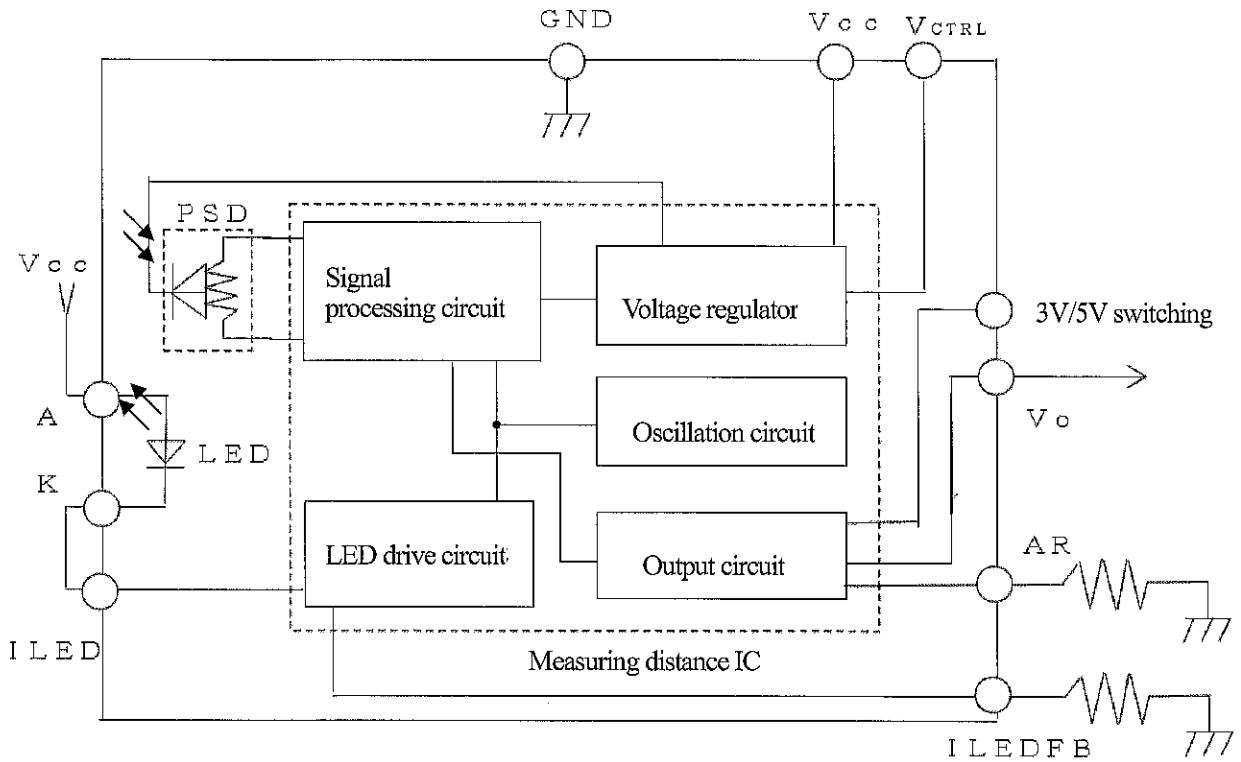 GND
Vcc
VCTRL
PSD
Vcc
Signal
processing circuit
Voltage regulator
3V/5V switching
A
LED
Oscillation circuit
Vo
K
LED drive circuit
Output circuit
AR
ILED
Measuring distance IC
ILEDFB